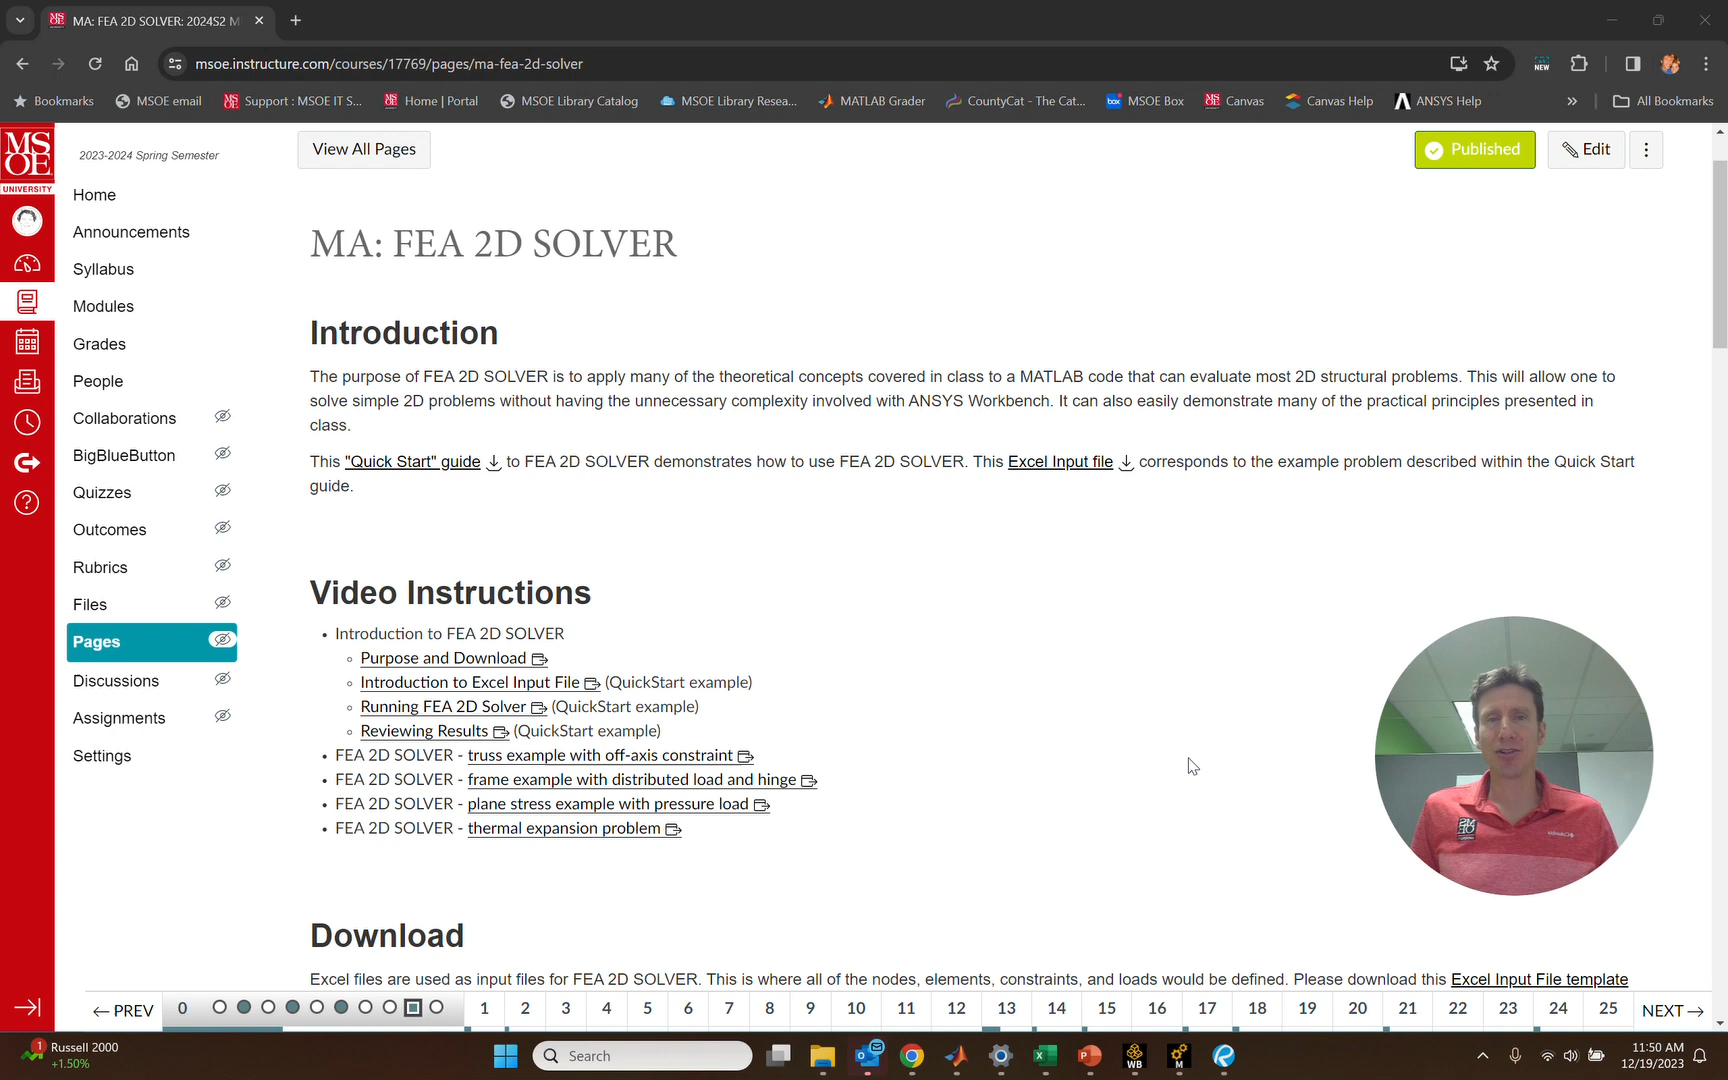 MA: FEA 2D SOLVER: 2024S2 M
msoe.instructure.com/courses/17769/pages/ma-fea-2d-solver
NEW
Bookmarks
MSOE email
Support : MSOE IT S...
Home | Portal
MSOE Library Catalog
MSOE Library Resea...
MATLAB Grader
CountyCat - The Cat...
box
MSOE Box
Canvas
Canvas Help
ANSYS Help
All Bookmarks
MS
OE
UNIVERSITY
2023-2024 Spring Semester
View All Pages
Published
Edit
Home
Announcements
Syllabus
Modules
Grades
People
Collaborations
BigBlueButton
Quizzes
Outcomes
Rubrics
Files
Pages
Discussions
Assignments
Settings
MA: FEA 2D SOLVER
Introduction
The purpose of FEA 2D SOLVER is to apply many of the theoretical concepts covered in class to a MATLAB code that can evaluate most 2D structural problems. This will allow one to
solve simple 2D problems without having the unnecessary complexity involved with ANSYS Workbench. It can also easily demonstrate many of the practical principles presented in
class.
This "Quick Start" guide to FEA 2D SOLVER demonstrates how to use FEA 2D SOLVER. This Excel Input file corresponds to the example problem described within the Quick Start
guide.
Video Instructions
Introduction to FEA 2D SOLVER
Purpose and Download
Introduction to Excel Input File (QuickStart example)
Running FEA 2D Solver (QuickStart example)
Reviewing Results (QuickStart example)
FEA 2D SOLVER - truss example with off-axis constraint
FEA 2D SOLVER - frame example with distributed load and hinge
FEA 2D SOLVER - plane stress example with pressure load
FEA 2D SOLVER - thermal expansion problem
Download
Excel files are used as input files for FEA 2D SOLVER. This is where all of the nodes, elements, constraints, and loads would be defined. Please download this Excel Input File template
← PREV 0 1 2 3 4 5 6 7 8 9 10 11 12 13 14 15 16 17 18 19 20 21 22 23 24 25 NEXT →
1
Russell 2000
+1.50%
Search
WB
M
11:50 AM
12/19/2023